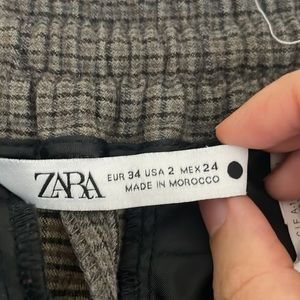 ZARA
EUR 34 USA 2 MEX 24
MADE IN MOROCCO